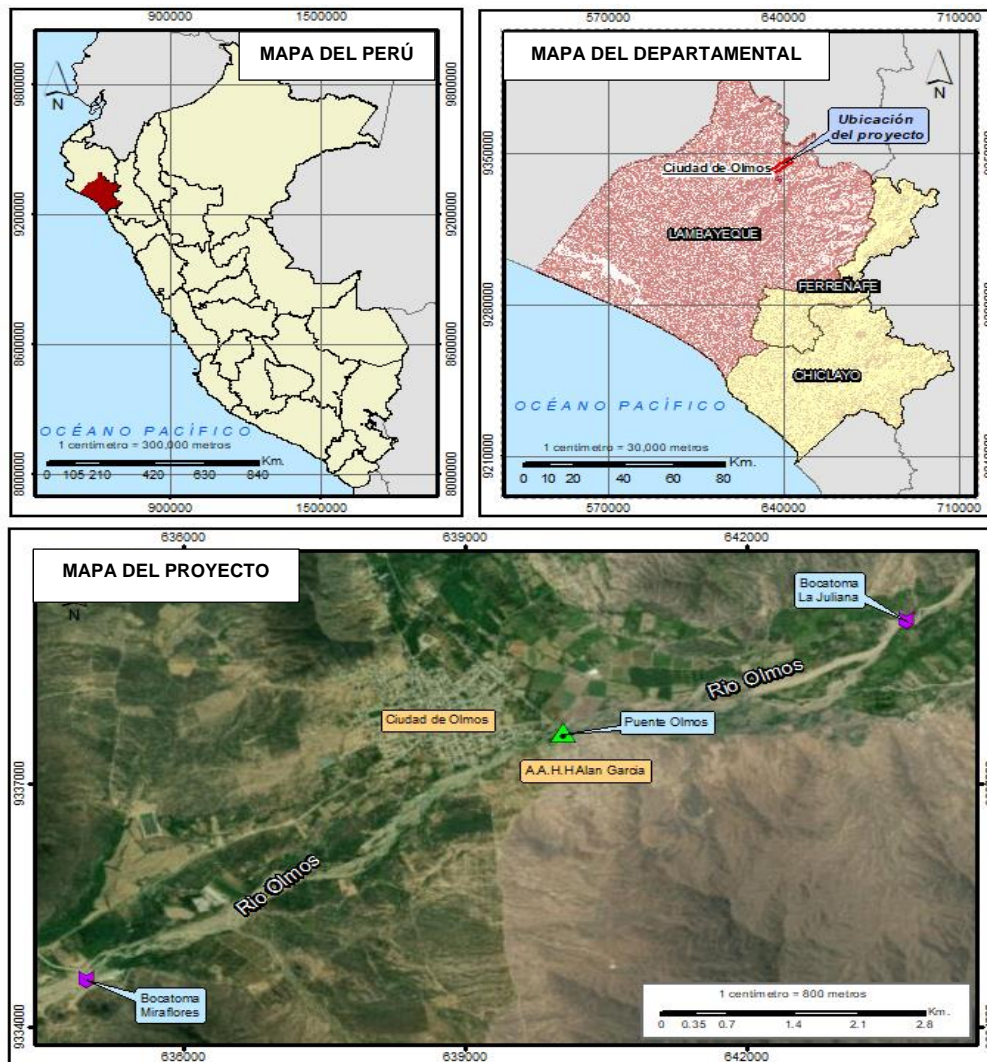 900000
1500000
MAPA DEL PERÚ
N
9800000
9200000
8600000
8000000
OCÉANO PACÍFICO
1 centímetro = 300,000 metros
Km.
0 105 210 420 630 840
900000
1500000
570000
640000
710000
MAPA DEL DEPARTAMENTAL
N
Ubicación
del proyecto
Ciudad de Olmos
LAMBAYEQUE
FERREÑAFE
CHICLAYO
9350000
9280000
9210000
OCÉANO PACÍFICO
1 centímetro = 30,000 metros
Km.
0 10 20 40 60 80
570000
640000
710000
636000
639000
642000
MAPA DEL PROYECTO
N
Bocatoma
La Juliana
Rio Olmos
Ciudad de Olmos
Puente Olmos
A.A.H.H Alan Garcia
9337000
Rio Olmos
Bocatoma
Miraflores
9334000
1 centímetro = 800 metros
Km.
0 0.35 0.7 1.4 2.1 2.8
636000
639000
642000